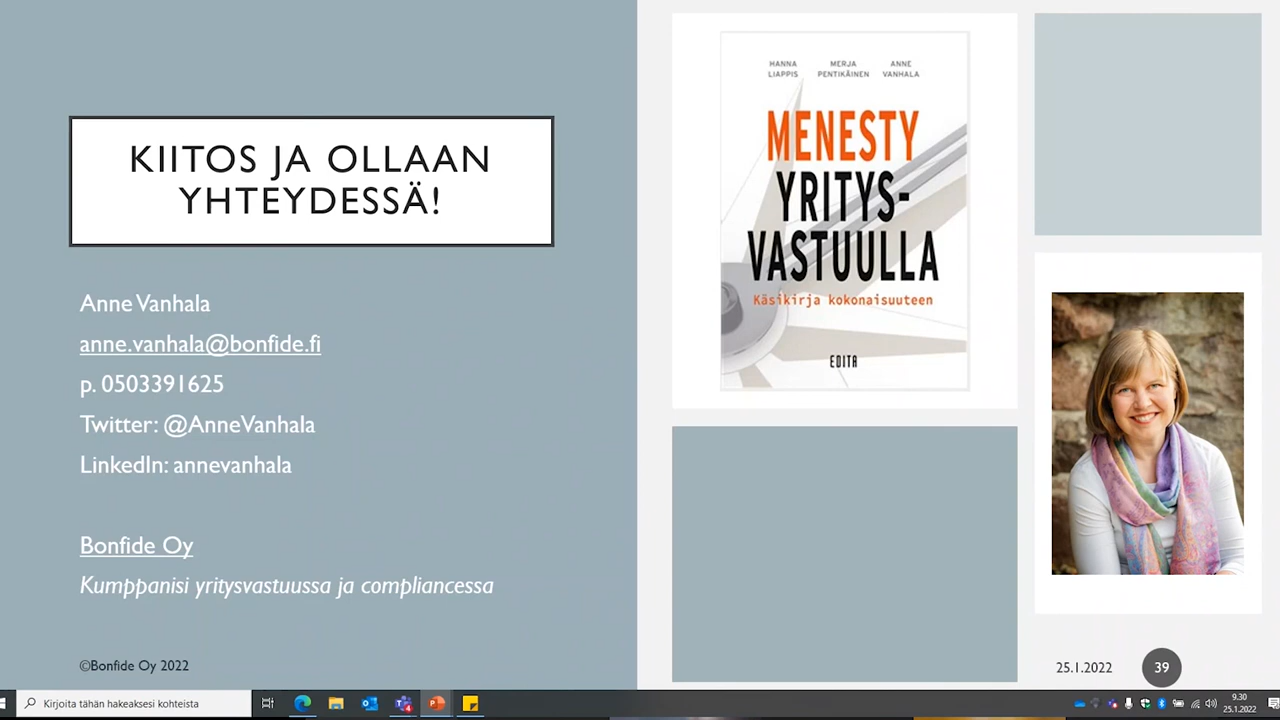 KIITOS JA OLLAAN
YHTEYDESSÄ!
Anne Vanhala
anne.vanhala@bonfide.fi
p. 0503391625
Twitter: @AnneVanhala
LinkedIn: annevanhala
Bonfide Oy
Kumppanisi yritysvastuussa ja compliancessa
©Bonfide Oy 2022
HANNA LIAPPIS
MERJA PENTIKÄINEN
ANNE VANHALA
MENESTY
YRITYS-
VASTUULLA
Käsikirja kokonaisuuteen
EDITA
25.1.2022
39
Kirjoita tähän hakeaksesi kohteista
9.30
25.1.2022